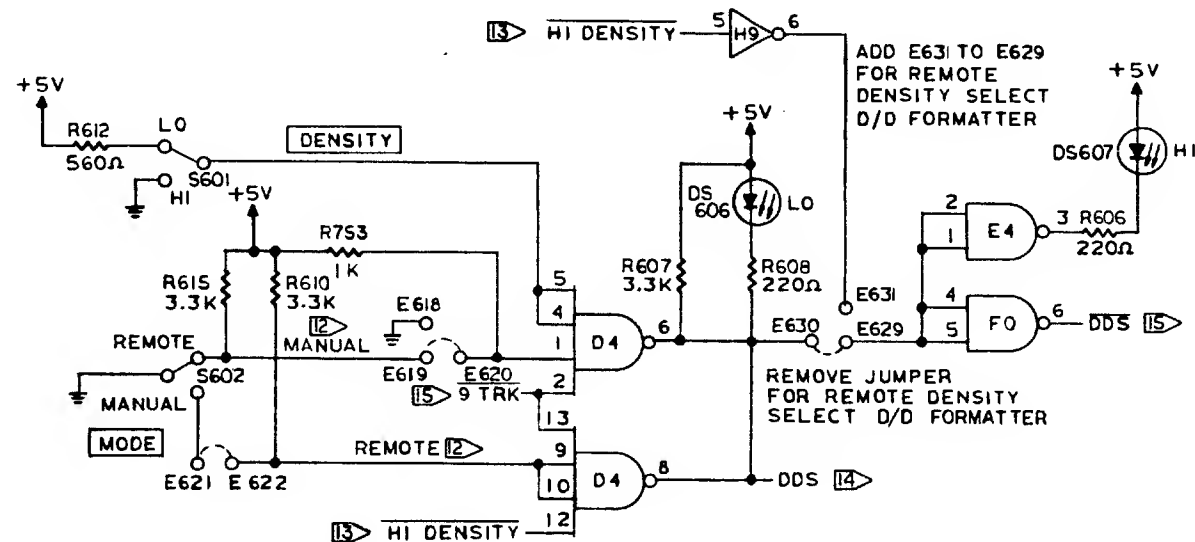 13 HI DENSITY 5 H9 6
ADD E631 TO E629
FOR REMOTE
DENSITY SELECT
D/D FORMATTER
+5V
R612
560Ω
LO
HI
S601
DENSITY
+5V
R753
1K
R615
3.3K
R610
3.3K
12
MANUAL
E618
REMOTE
S602
MANUAL
MODE
E619
E620
15 9 TRK
E621 E622
REMOTE 12
13 HI DENSITY
5
4
1
2
D4
6
13
9
10
12
D4
8
+5V
DS
606
LO
R607
3.3K
R608
220Ω
E631
E630
E629
REMOVE JUMPER
FOR REMOTE DENSITY
SELECT D/D FORMATTER
DDS 14
+5V
DS607
HI
2
1
E4
3
R606
220Ω
4
5
F0
6
DDS 15